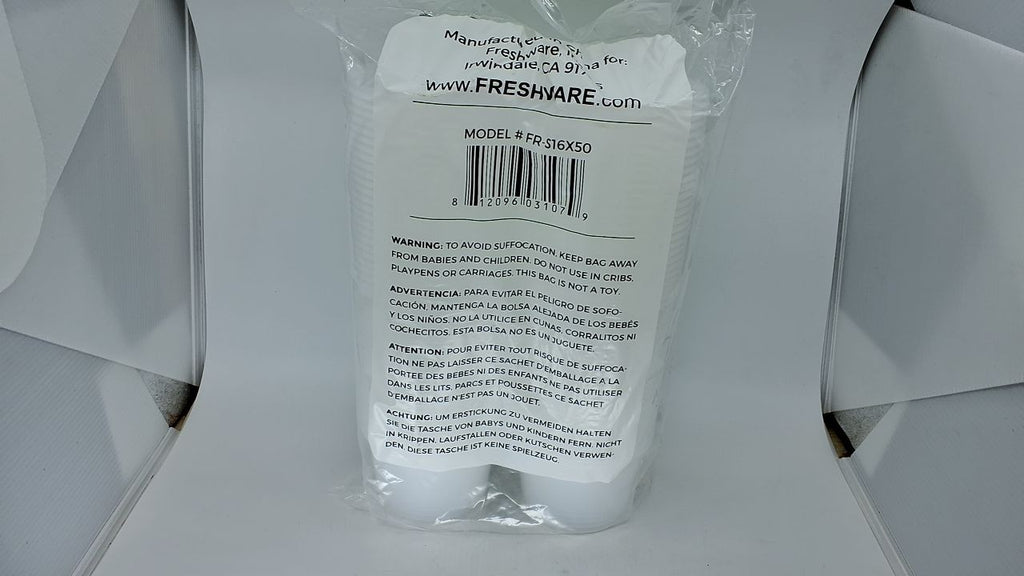 Manufactured in
Freshware,
Irwindale, CA for:
www.FRESHWARE.com
MODEL # FR-S16X50
8 12096 03107 9
WARNING: TO AVOID SUFFOCATION, KEEP BAG AWAY
FROM BABIES AND CHILDREN. DO NOT USE IN CRIBS,
PLAYPENS OR CARRIAGES. THIS BAG IS NOT A TOY.
ADVERTENCIA: PARA EVITAR EL PELIGRO DE SOFO-
CACIÓN, MANTENGA LA BOLSA ALEJADA DE LOS BEBÉS
Y LOS NIÑOS. NO LA UTILICE EN CUNAS, CORRALITOS NI
COCHECITOS. ESTA BOLSA NO ES UN JUGUETE.
ATTENTION: POUR EVITER TOUT RISQUE DE SUFFOCA-
TION NE PAS LAISSER CE SACHET D'EMBALLAGE A LA
PORTEE DES BEBES NI DES ENFANTS NE PAS UTILISER
DANS LES LITS, PARCS ET POUSSETTES CE SACHET
D'EMBALLAGE N'EST PAS UN JOUET.
ACHTUNG: UM ERSTICKUNG ZU VERMEIDEN HALTEN
SIE DIE TASCHE VON BABYS UND KINDERN FERN. NICHT
IN KRIPPEN, LAUFSTALLEN ODER KUTSCHEN VERWEN-
DEN. DIESE TASCHE IST KEINE SPIELZEUG.